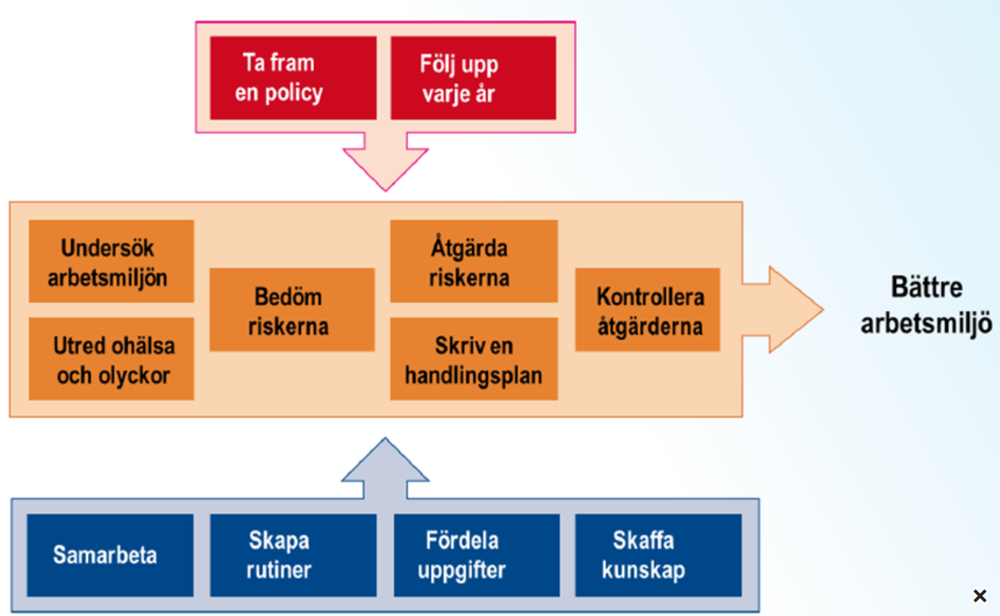 Ta fram
en policy
Följ upp
varje år
Undersök
arbetsmiljön
Utred ohälsa
och olyckor
Bedöm
riskerna
Åtgärda
riskerna
Skriv en
handlingsplan
Kontrollera
åtgärderna
Bättre
arbetsmiljö
Samarbeta
Skapa
rutiner
Fördela
uppgifter
Skaffa
kunskap